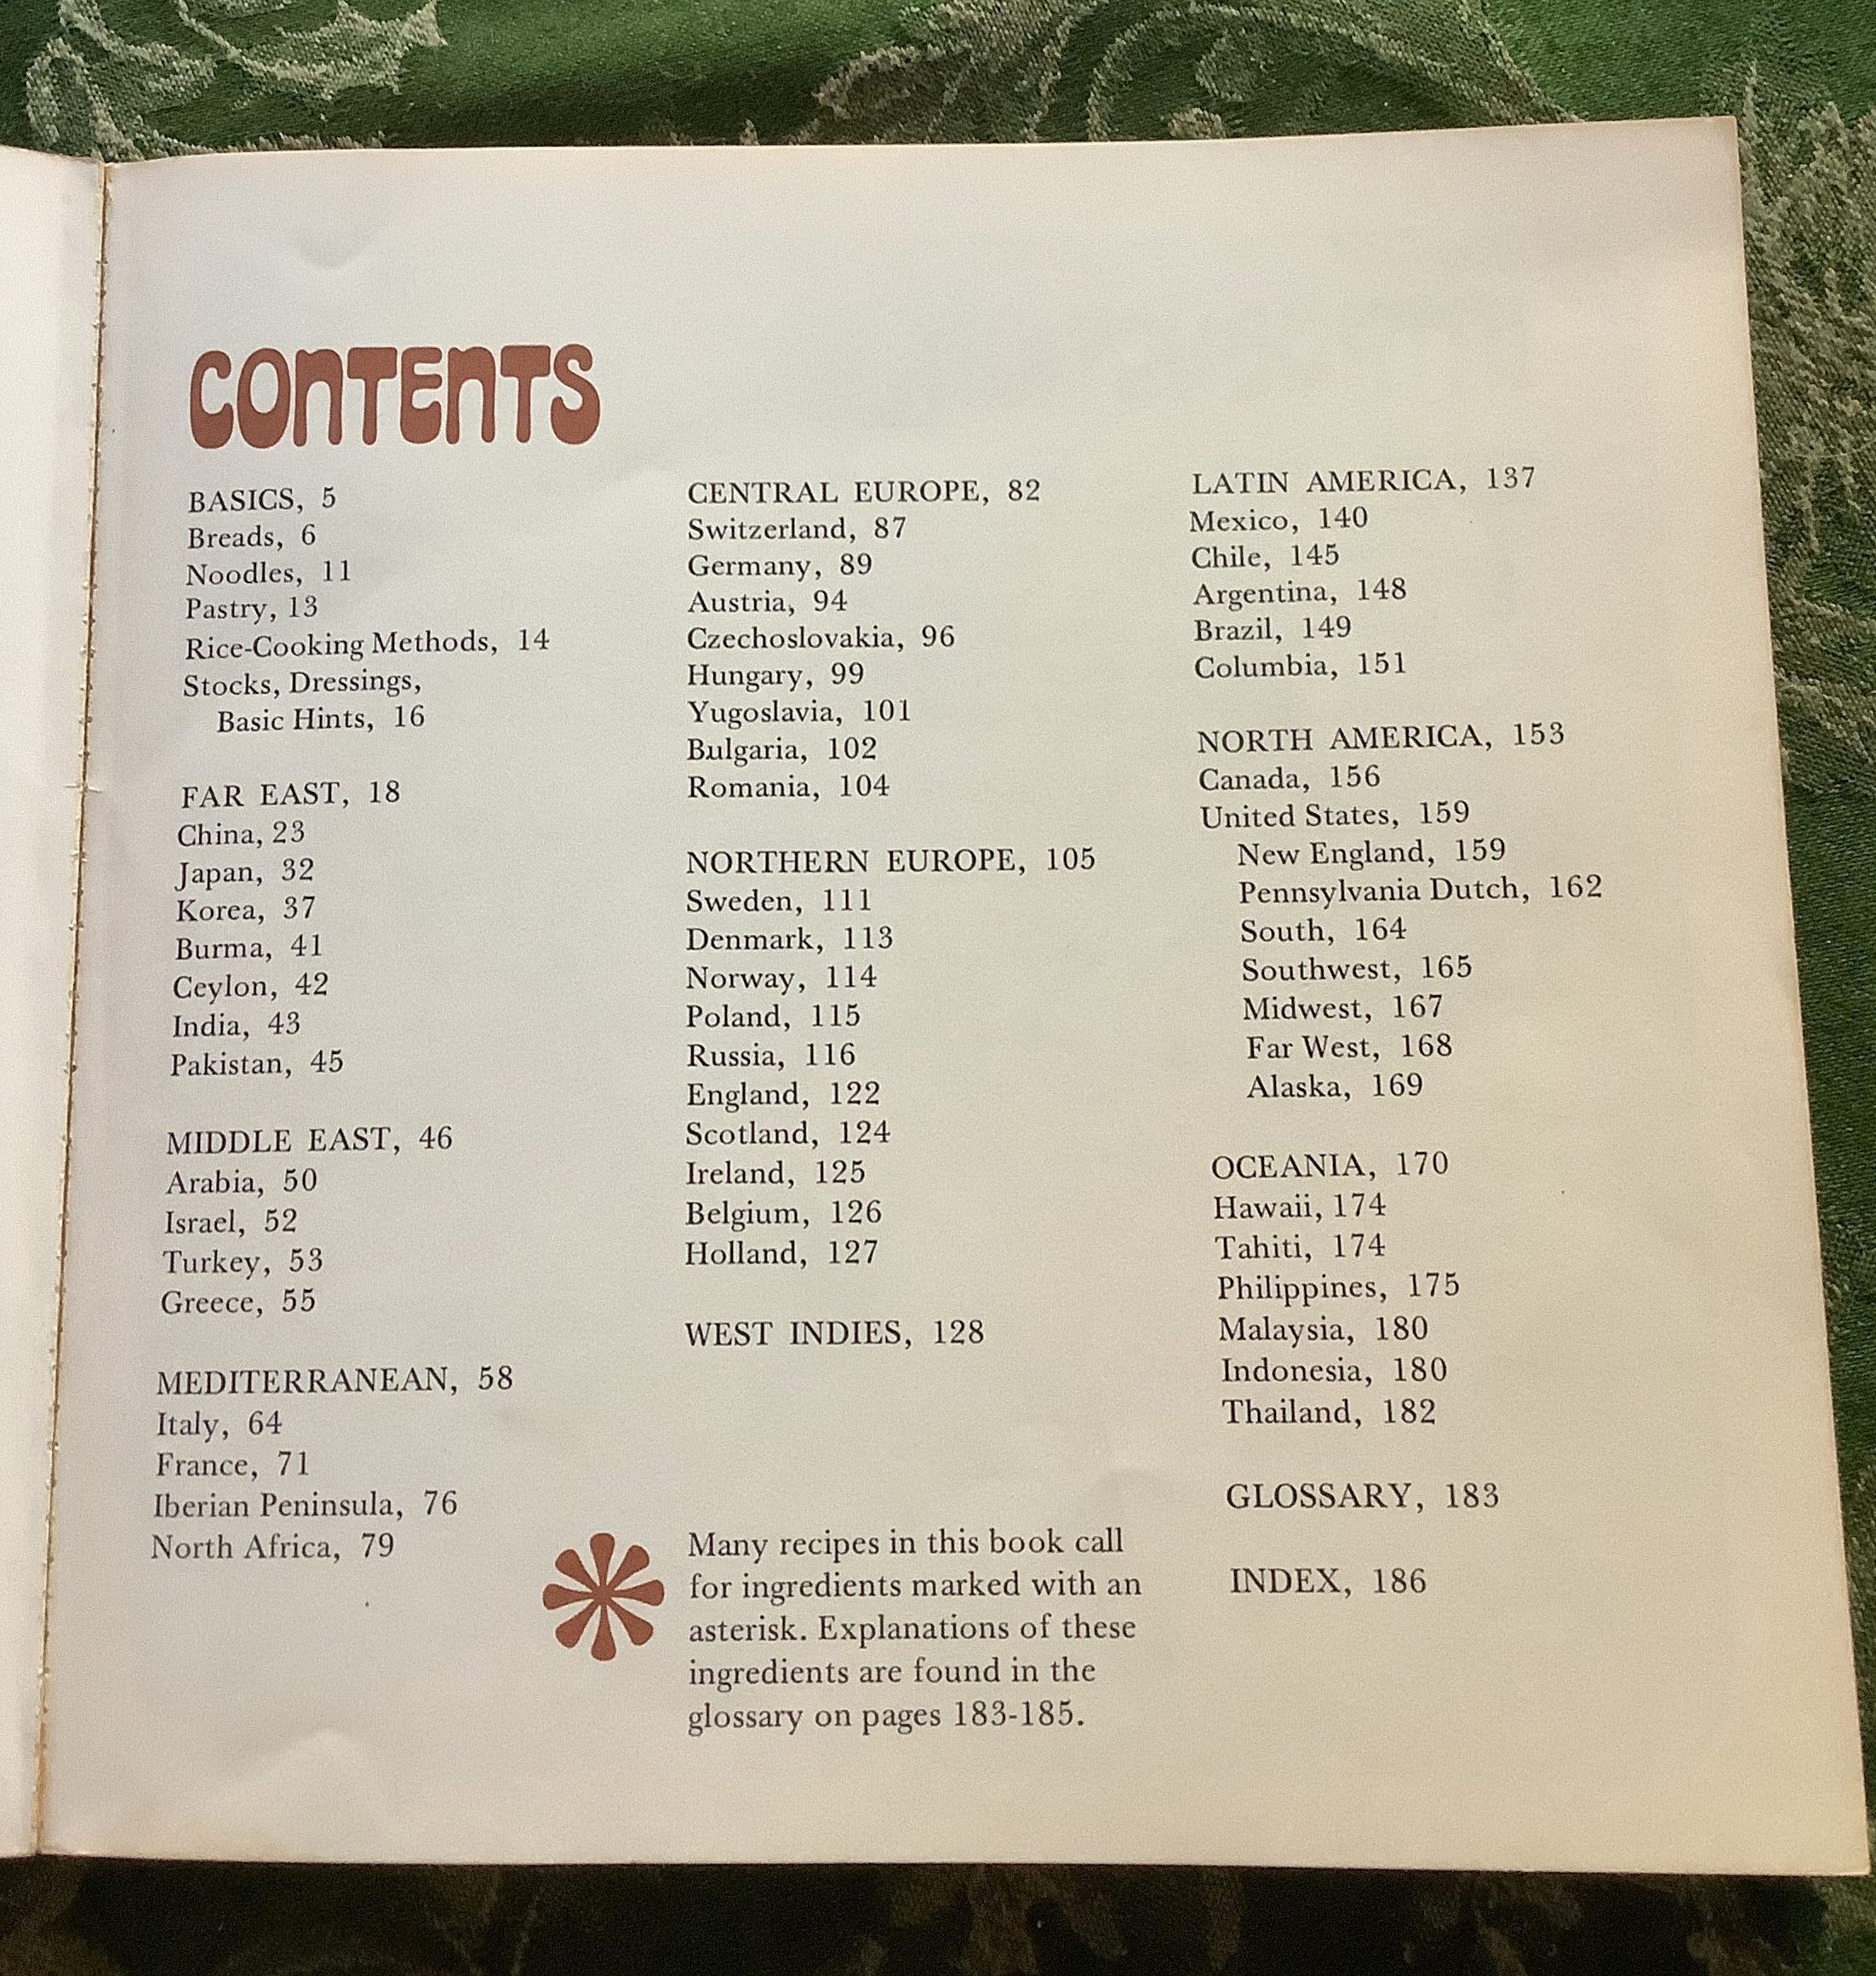 CONTENTS
BASICS, 5
Breads, 6
Noodles, 11
Pastry, 13
Rice-Cooking Methods, 14
Stocks, Dressings,
Basic Hints, 16
FAR EAST, 18
China, 23
Japan, 32
Korea, 37
Burma, 41
Ceylon, 42
India, 43
Pakistan, 45
MIDDLE EAST, 46
Arabia, 50
Israel, 52
Turkey, 53
Greece, 55
MEDITERRANEAN, 58
Italy, 64
France, 71
Iberian Peninsula, 76
North Africa, 79
CENTRAL EUROPE, 82
Switzerland, 87
Germany, 89
Austria, 94
Czechoslovakia, 96
Hungary, 99
Yugoslavia, 101
Bulgaria, 102
Romania, 104
NORTHERN EUROPE, 105
Sweden, 111
Denmark, 113
Norway, 114
Poland, 115
Russia, 116
England, 122
Scotland, 124
Ireland, 125
Belgium, 126
Holland, 127
WEST INDIES, 128
Many recipes in this book call
for ingredients marked with an
asterisk. Explanations of these
ingredients are found in the
glossary on pages 183-185.
LATIN AMERICA, 137
Mexico, 140
Chile, 145
Argentina, 148
Brazil, 149
Columbia, 151
NORTH AMERICA, 153
Canada, 156
United States, 159
New England, 159
Pennsylvania Dutch, 162
South, 164
Southwest, 165
Midwest, 167
Far West, 168
Alaska, 169
OCEANIA, 170
Hawaii, 174
Tahiti, 174
Philippines, 175
Malaysia, 180
Indonesia, 180
Thailand, 182
GLOSSARY, 183
INDEX, 186